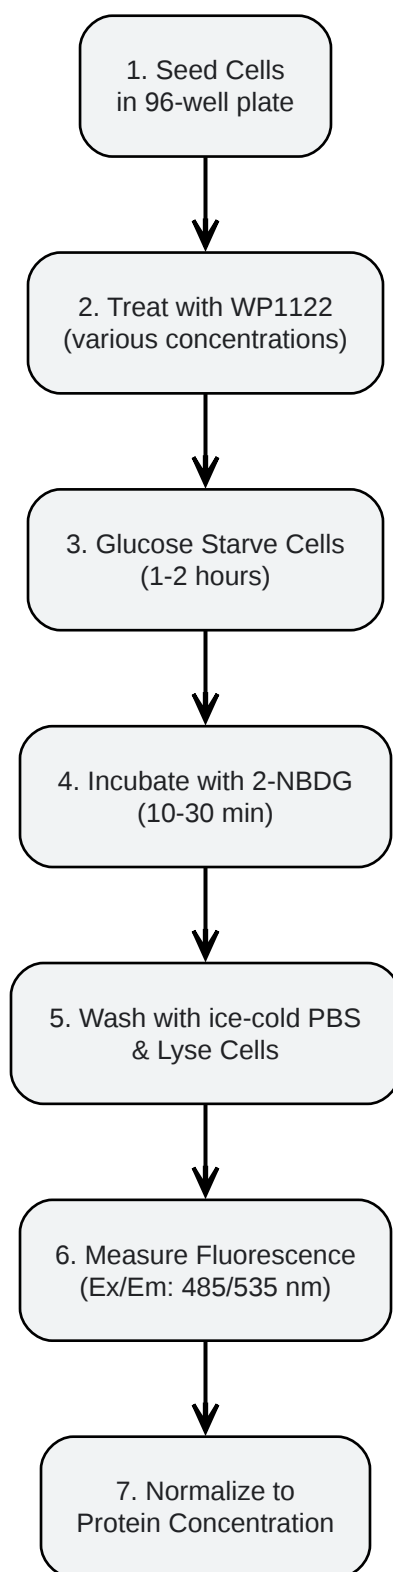 1. Seed Cells
in 96-well plate
2. Treat with WP1122
(various concentrations)
3. Glucose Starve Cells
(1-2 hours)
4. Incubate with 2-NBDG
(10-30 min)
5. Wash with ice-cold PBS
& Lyse Cells
6. Measure Fluorescence
(Ex/Em: 485/535 nm)
7. Normalize to
Protein Concentration